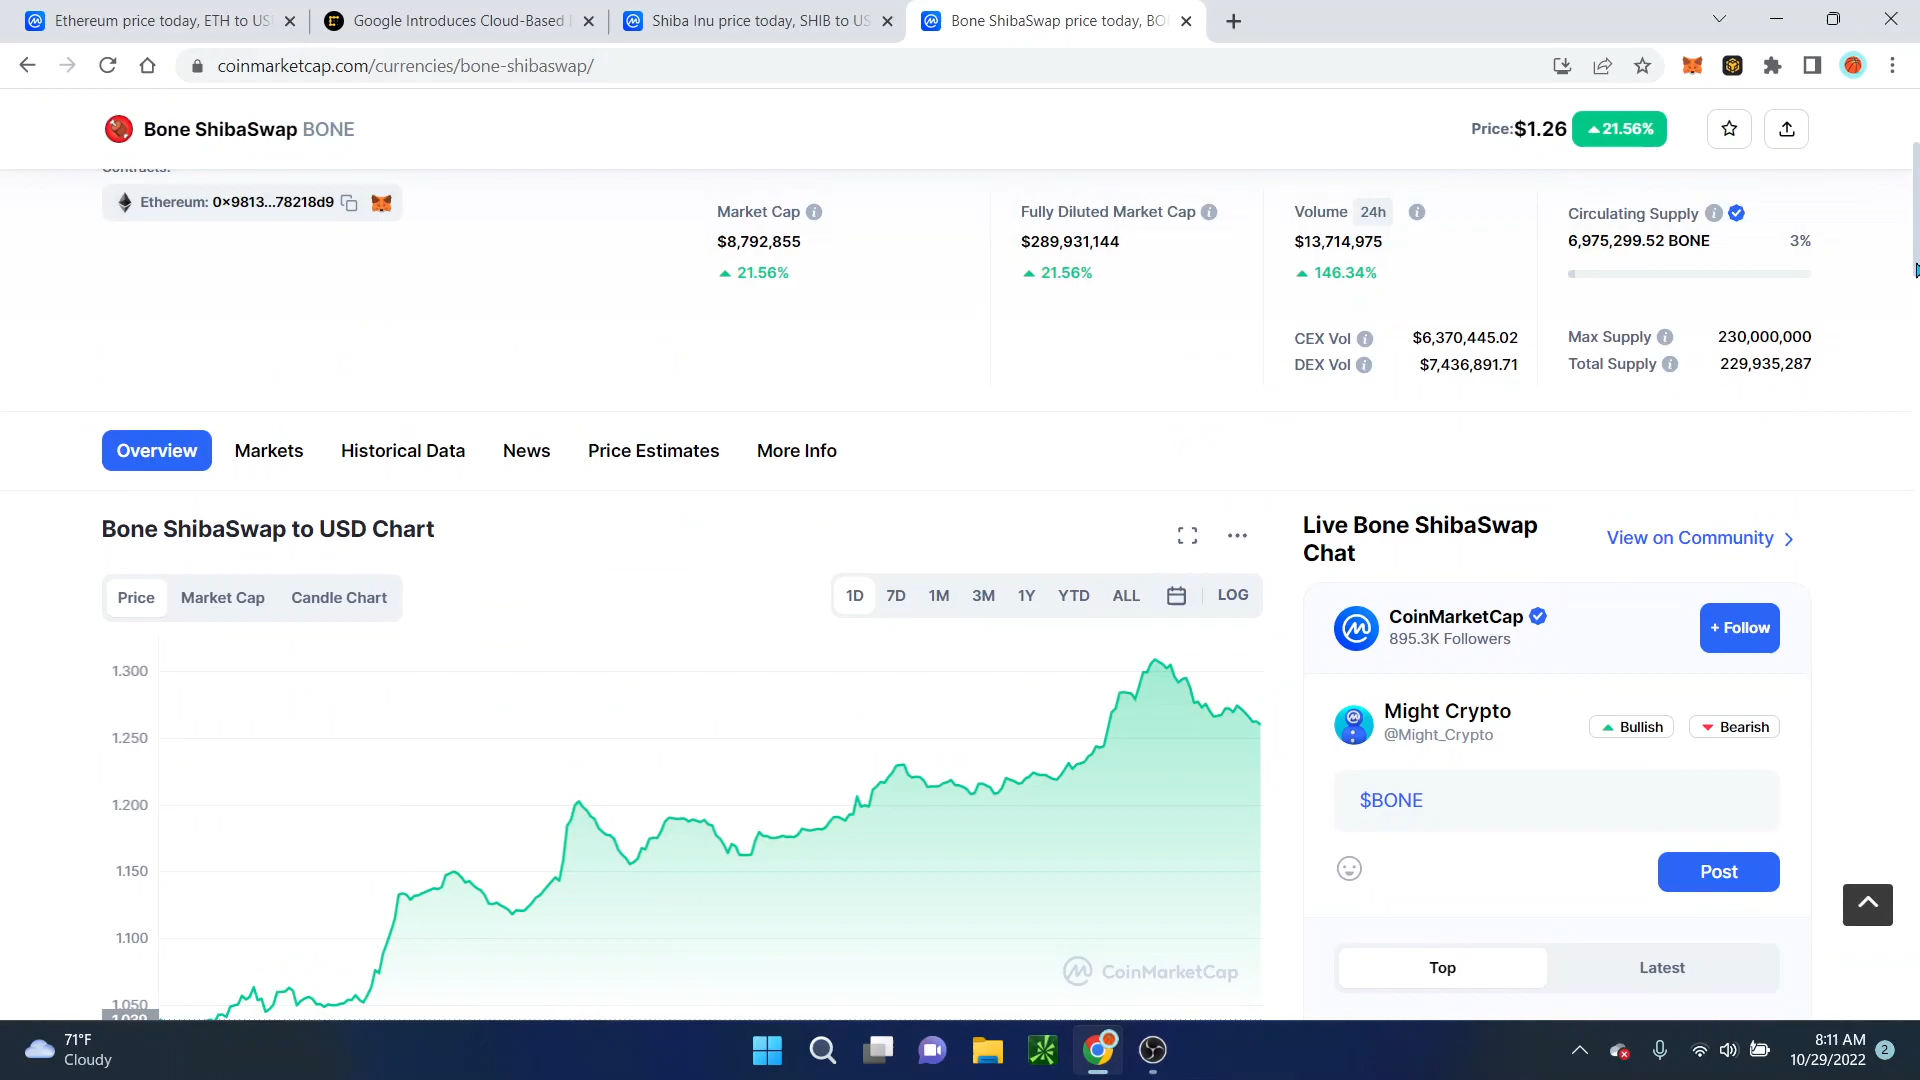 Ethereum price today, ETH to US
Google Introduces Cloud-Based
Shiba Inu price today, SHIB to US
Bone ShibaSwap price today, BO
coinmarketcap.com/currencies/bone-shibaswap/
Bone ShibaSwap BONE
Price:$1.26
21.56%
Contracts:
Ethereum: 0x9813...78218d9
Market Cap
$8,792,855
21.56%
Fully Diluted Market Cap
$289,931,144
21.56%
Volume 24h
$13,714,975
146.34%
CEX Vol $6,370,445.02
DEX Vol $7,436,891.71
Circulating Supply
6,975,299.52 BONE 3%
Max Supply 230,000,000
Total Supply 229,935,287
Overview Markets Historical Data News Price Estimates More Info
Bone ShibaSwap to USD Chart
Price Market Cap Candle Chart
1D 7D 1M 3M 1Y YTD ALL LOG
1.300
1.250
1.200
1.150
1.100
1.050
1.039
CoinMarketCap
Live Bone ShibaSwap
Chat
View on Community
CoinMarketCap
895.3K Followers
+ Follow
Might Crypto
@Might_Crypto
Bullish
Bearish
$BONE
Post
Top
Latest
71°F
Cloudy
8:11 AM
10/29/2022
2